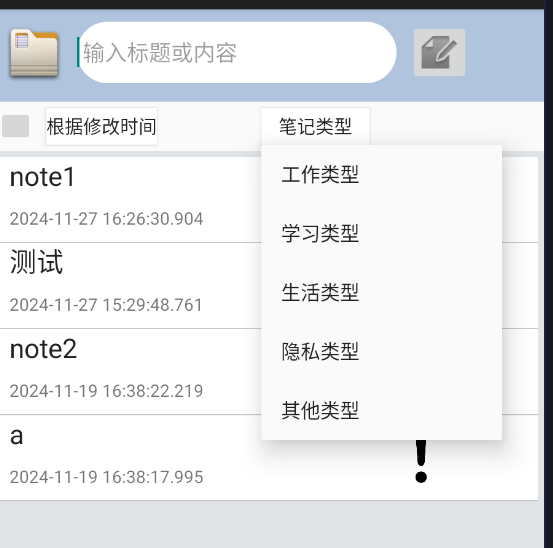 输入标题或内容
根据修改时间 笔记类型
note1
2024-11-27 16:26:30.904
测试
2024-11-27 15:29:48.761
note2
2024-11-19 16:38:22.219
a
2024-11-19 16:38:17.995
工作类型
学习类型
生活类型
隐私类型
其他类型
!